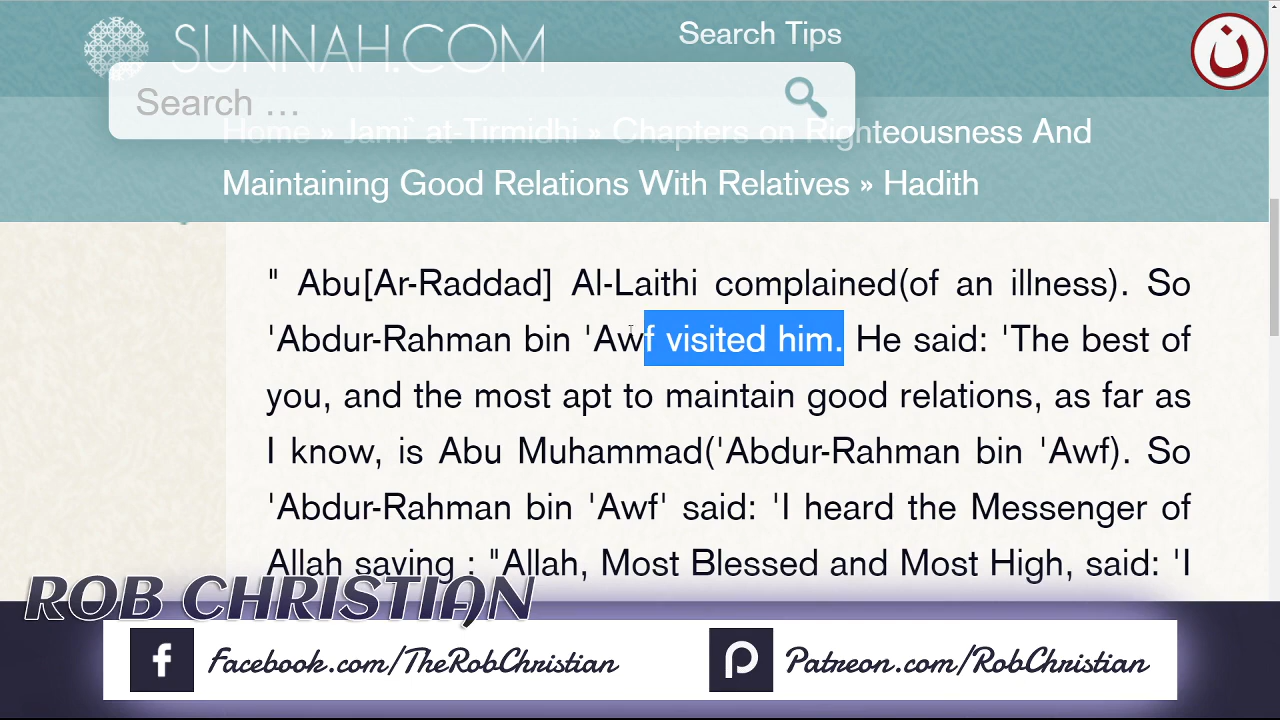 SUNNAH.COM
Search Tips
ن
Search ...
Home » Jami` at-Tirmidhi » Chapters on Righteousness And
Maintaining Good Relations With Relatives » Hadith
" Abu[Ar-Raddad] Al-Laithi complained(of an illness). So
'Abdur-Rahman bin 'Awf visited him. He said: 'The best of
you, and the most apt to maintain good relations, as far as
I know, is Abu Muhammad('Abdur-Rahman bin 'Awf). So
'Abdur-Rahman bin 'Awf' said: 'I heard the Messenger of
Allah saying : "Allah, Most Blessed and Most High, said: 'I
ROB CHRISTIAN
Facebook.com/TheRobChristian
Patreon.com/RobChristian